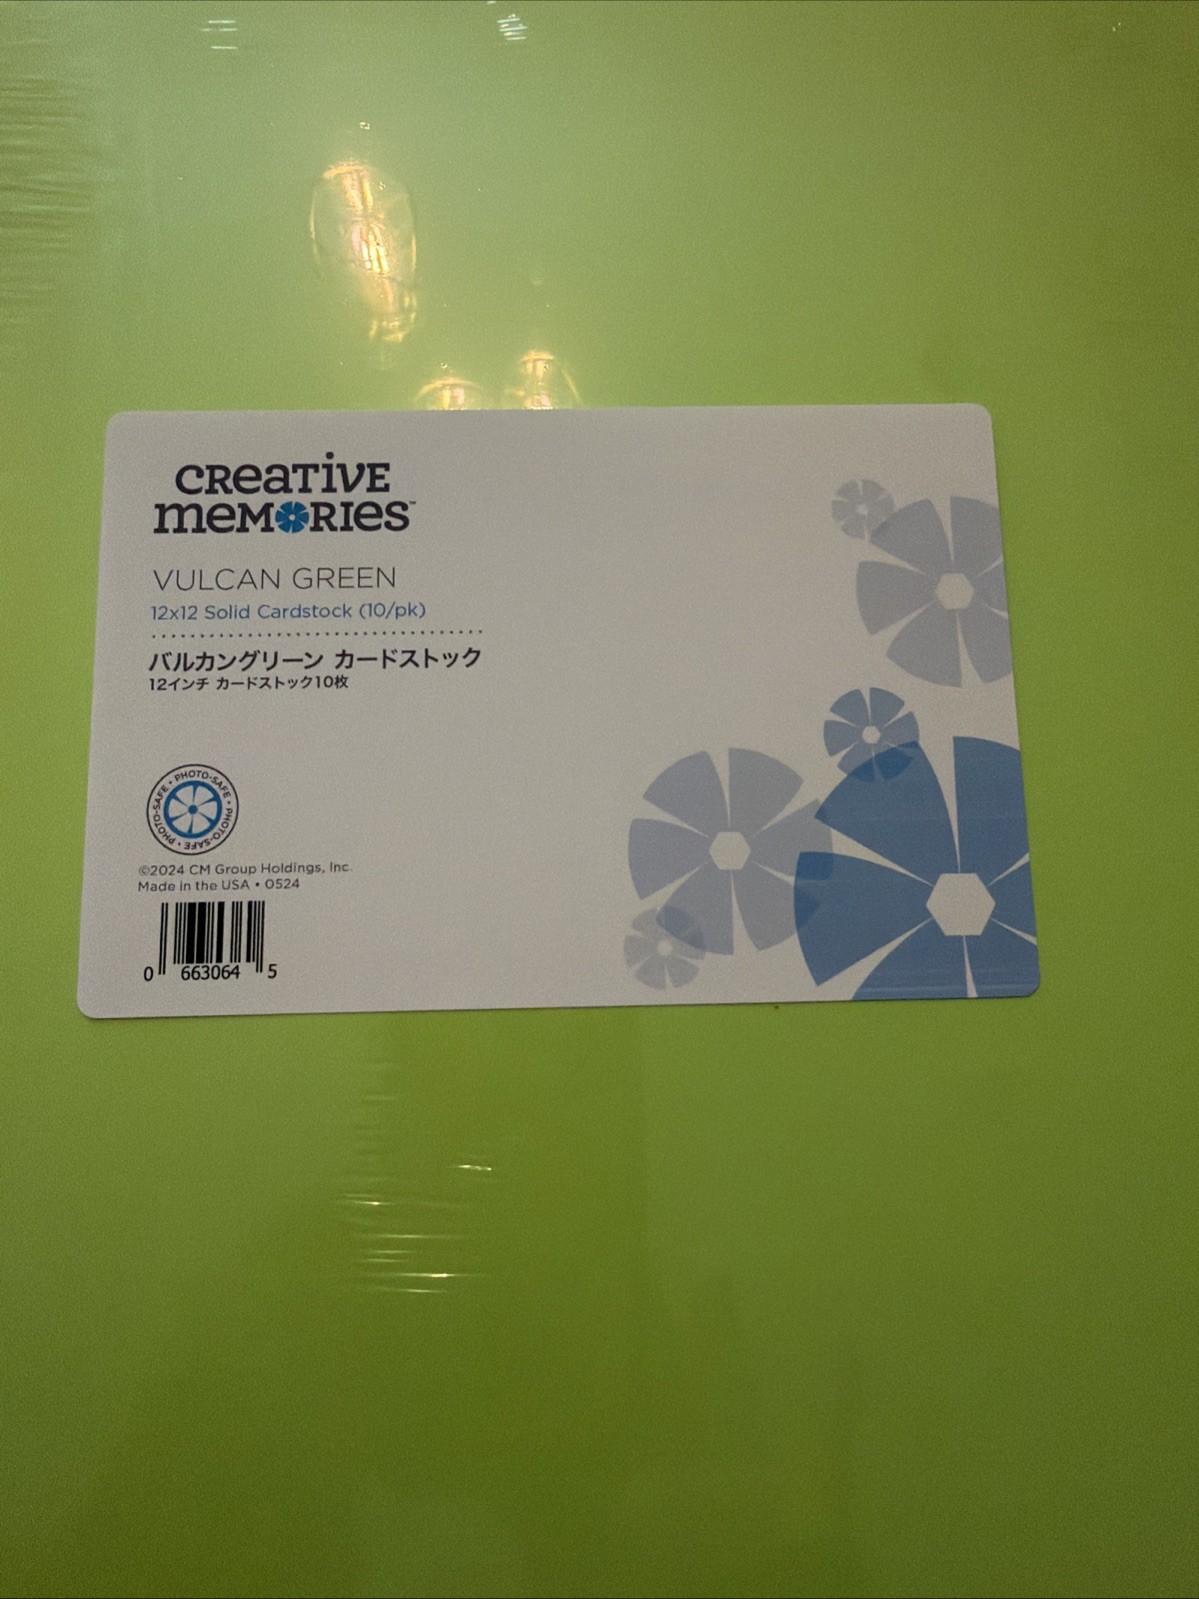 CREATIVE
MEMORIES™
VULCAN GREEN
12x12 Solid Cardstock (10/pk)
バルカングリーン カードストック
12インチ カードストック10枚
PHOTO-SAFE • PHOTO-SAFE • PHOTO-SAFE • PHOTO-SAFE •
©2024 CM Group Holdings, Inc.
Made in the USA • 0524
0 663064 5